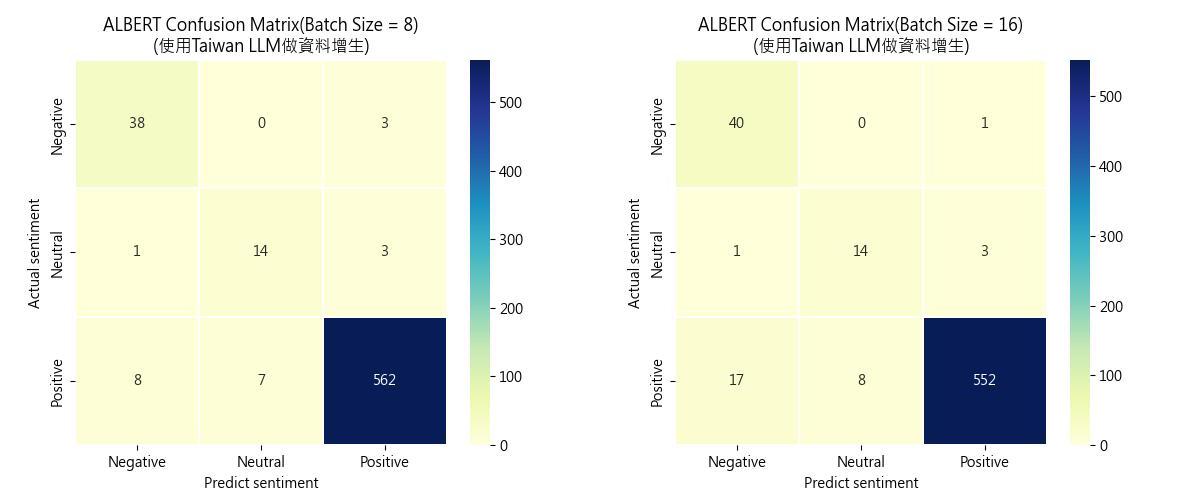 ALBERT Confusion Matrix(Batch Size = 8)
(使用Taiwan LLM做資料增生)
Actual sentiment
Negative
38 0 3
Neutral
1 14 3
Positive
8 7 562
Negative Neutral Positive
Predict sentiment
500
400
300
200
100
0
ALBERT Confusion Matrix(Batch Size = 16)
(使用Taiwan LLM做資料增生)
Actual sentiment
Negative
40 0 1
Neutral
1 14 3
Positive
17 8 552
Negative Neutral Positive
Predict sentiment
500
400
300
200
100
0